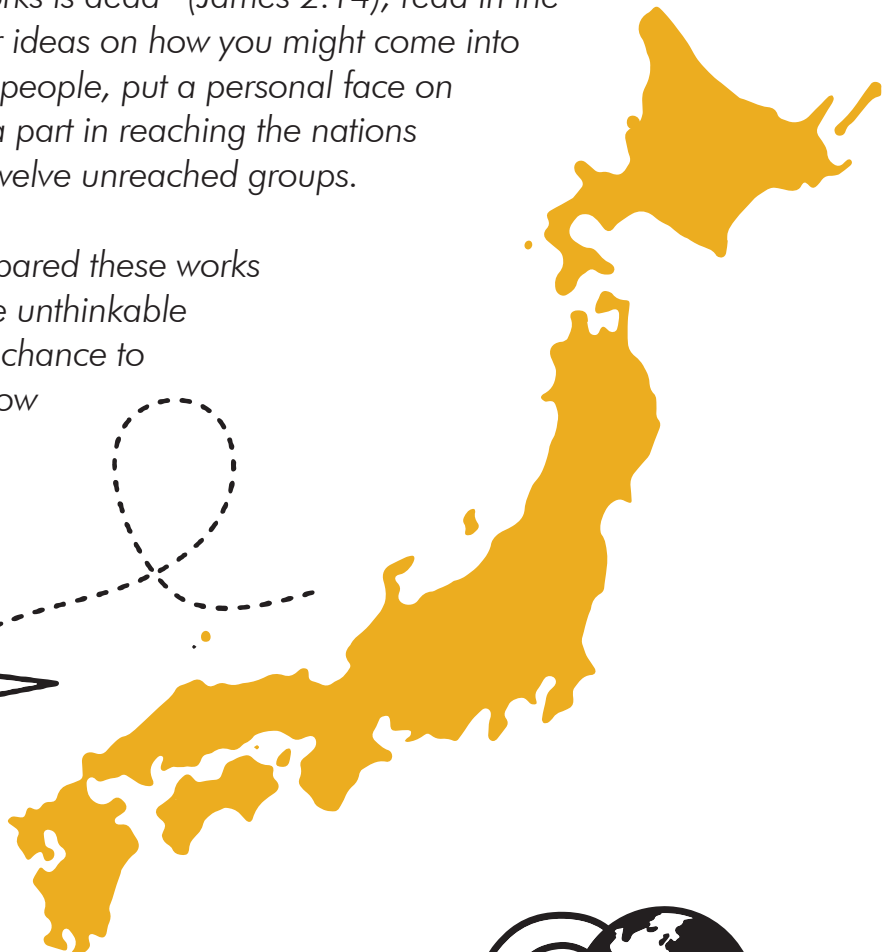 rks is dead” (James 2:14), read in the
r ideas on how you might come into
people, put a personal face on
a part in reaching the nations
welve unreached groups.
pared these works
e unthinkable
chance to
ow